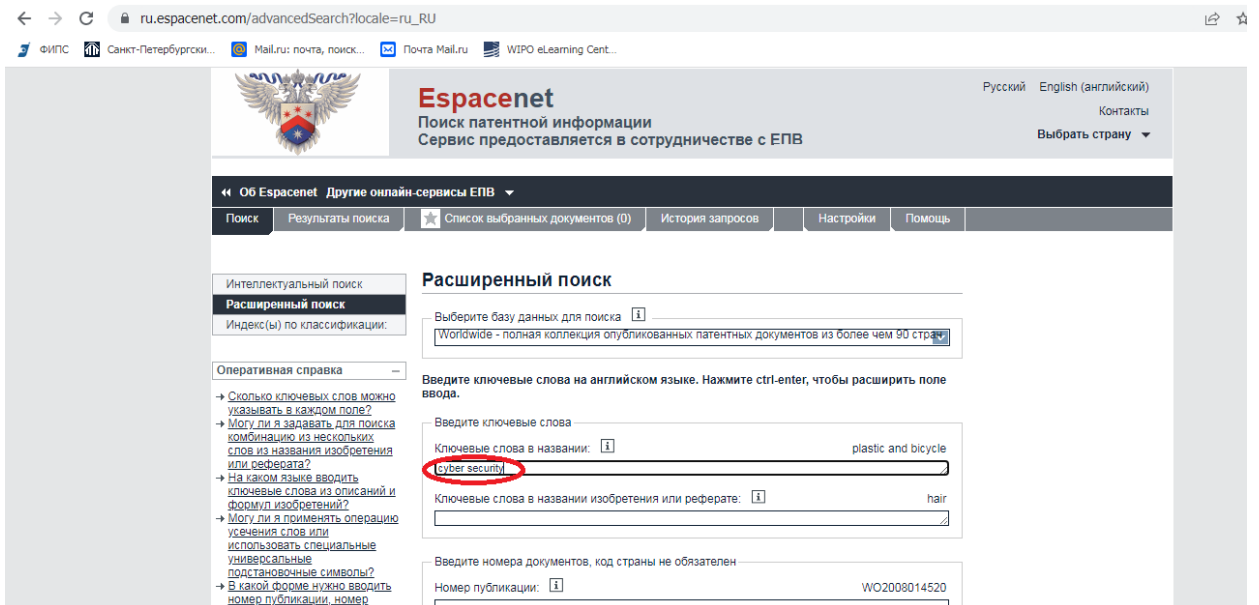 ru.espacenet.com/advancedSearch?locale=ru_RU
ФИПС Санкт-Петербургски... Mail.ru: почта, поиск... Почта Mail.ru WIPO eLearning Cent...
Русский English (английский)
Espacenet
Контакты
Поиск патентной информации
Выбрать страну
Сервис предоставляется в сотрудничестве с ЕПВ
Об Espacenet Другие онлайн-сервисы ЕПВ
Поиск Результаты поиска Список выбранных документов (0) История запросов Настройки Помощь
Интеллектуальный поиск
Расширенный поиск
Индекс(ы) по классификации:
Оперативная справка –
→ Сколько ключевых слов можно
указывать в каждом поле?
→ Могу ли я задавать для поиска
комбинацию из нескольких
слов из названия изобретения
или реферата?
→ На каком языке вводить
ключевые слова из описаний и
формул изобретений?
→ Могу ли я применять операцию
усечения слов или
использовать специальные
универсальные
подстановочные символы?
→ В какой форме нужно вводить
номер публикации, номер
Расширенный поиск
Выберите базу данных для поиска i
Worldwide - полная коллекция опубликованных патентных документов из более чем 90 стран
Введите ключевые слова на английском языке. Нажмите ctrl-enter, чтобы расширить поле
ввода.
Введите ключевые слова
Ключевые слова в названии: i plastic and bicycle
cyber security
Ключевые слова в названии изобретения или реферате: i hair
Введите номера документов, код страны не обязателен
Номер публикации: i WO2008014520